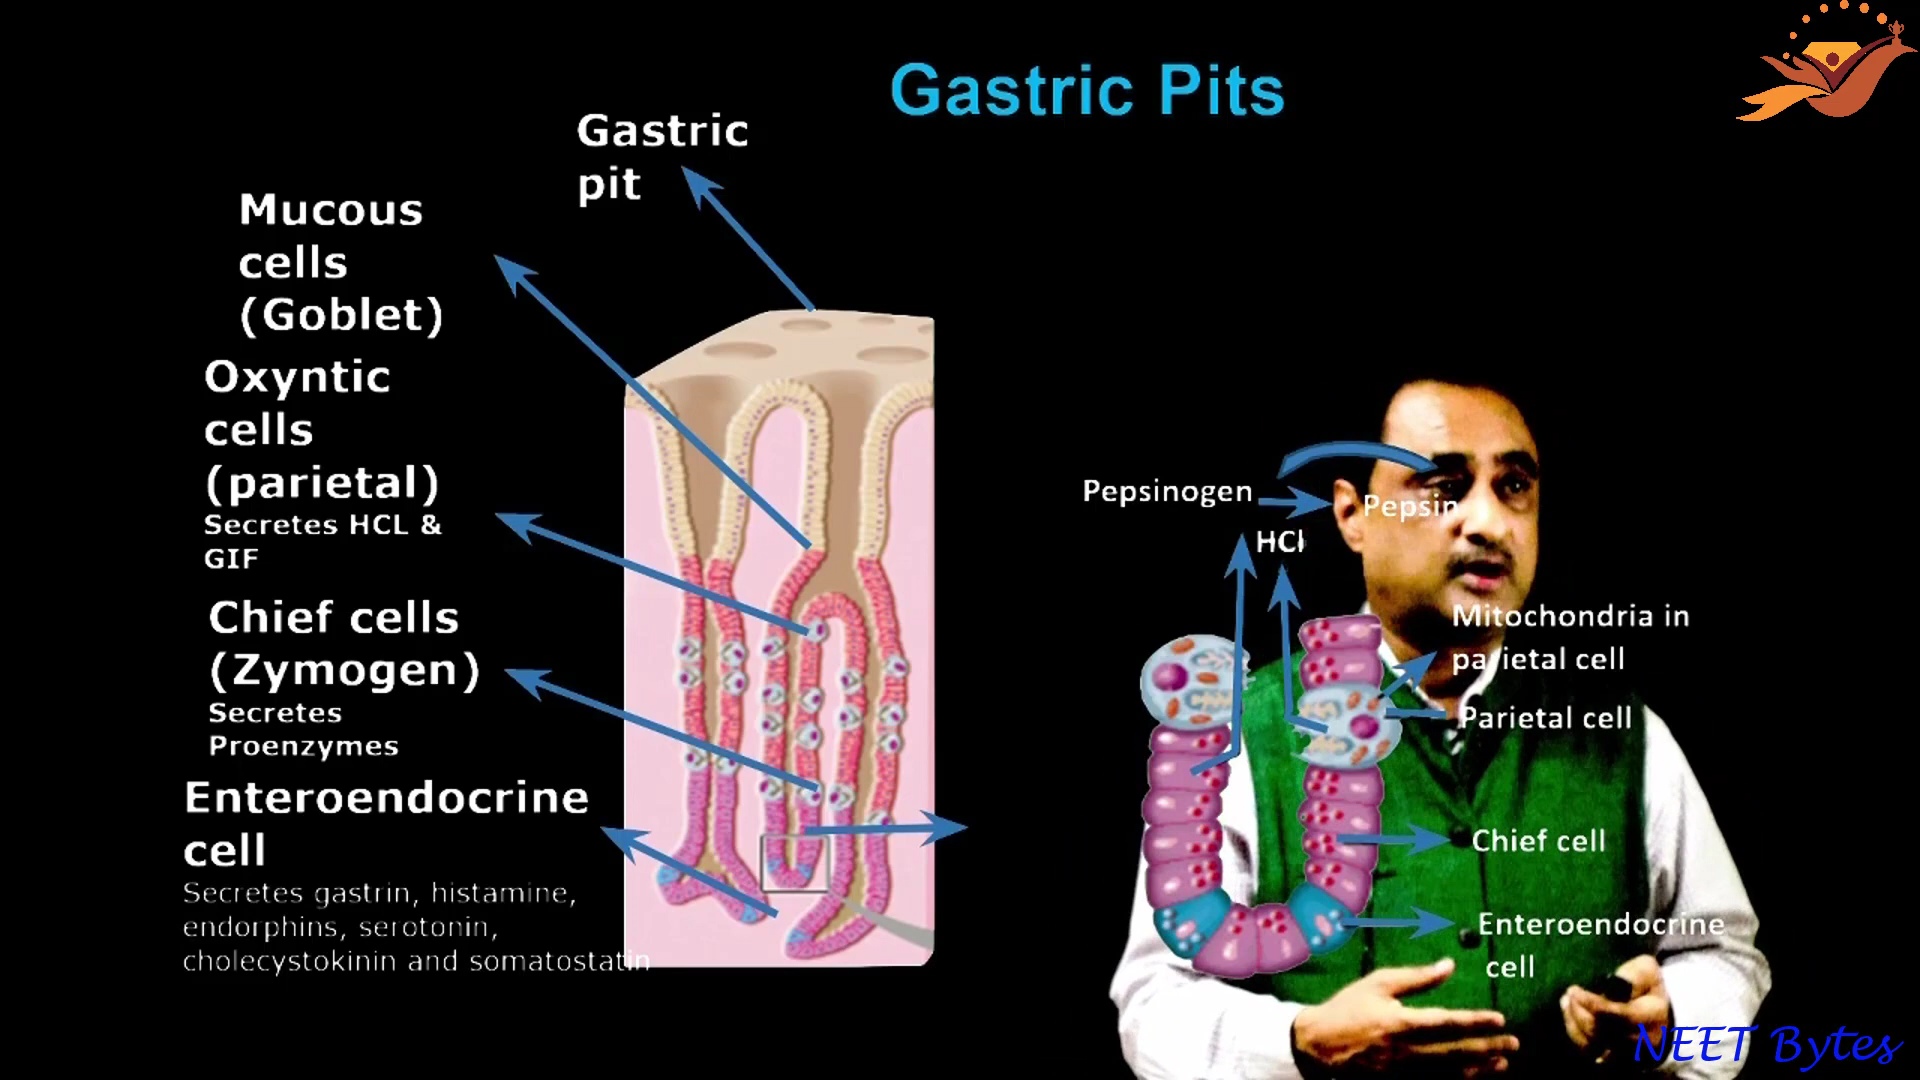 Gastric Pits
Gastric
pit
Mucous
cells
(Goblet)
Oxyntic
cells
(parietal)
Secretes HCL &
GIF
Chief cells
(Zymogen)
Secretes
Proenzymes
Enteroendocrine
cell
Secretes gastrin, histamine,
endorphins, serotonin,
cholecystokinin and somatostatin
Pepsinogen
Pepsin
HCl
Mitochondria in
parietal cell
Parietal cell
Chief cell
Enteroendocrine
cell
NEET Bytes